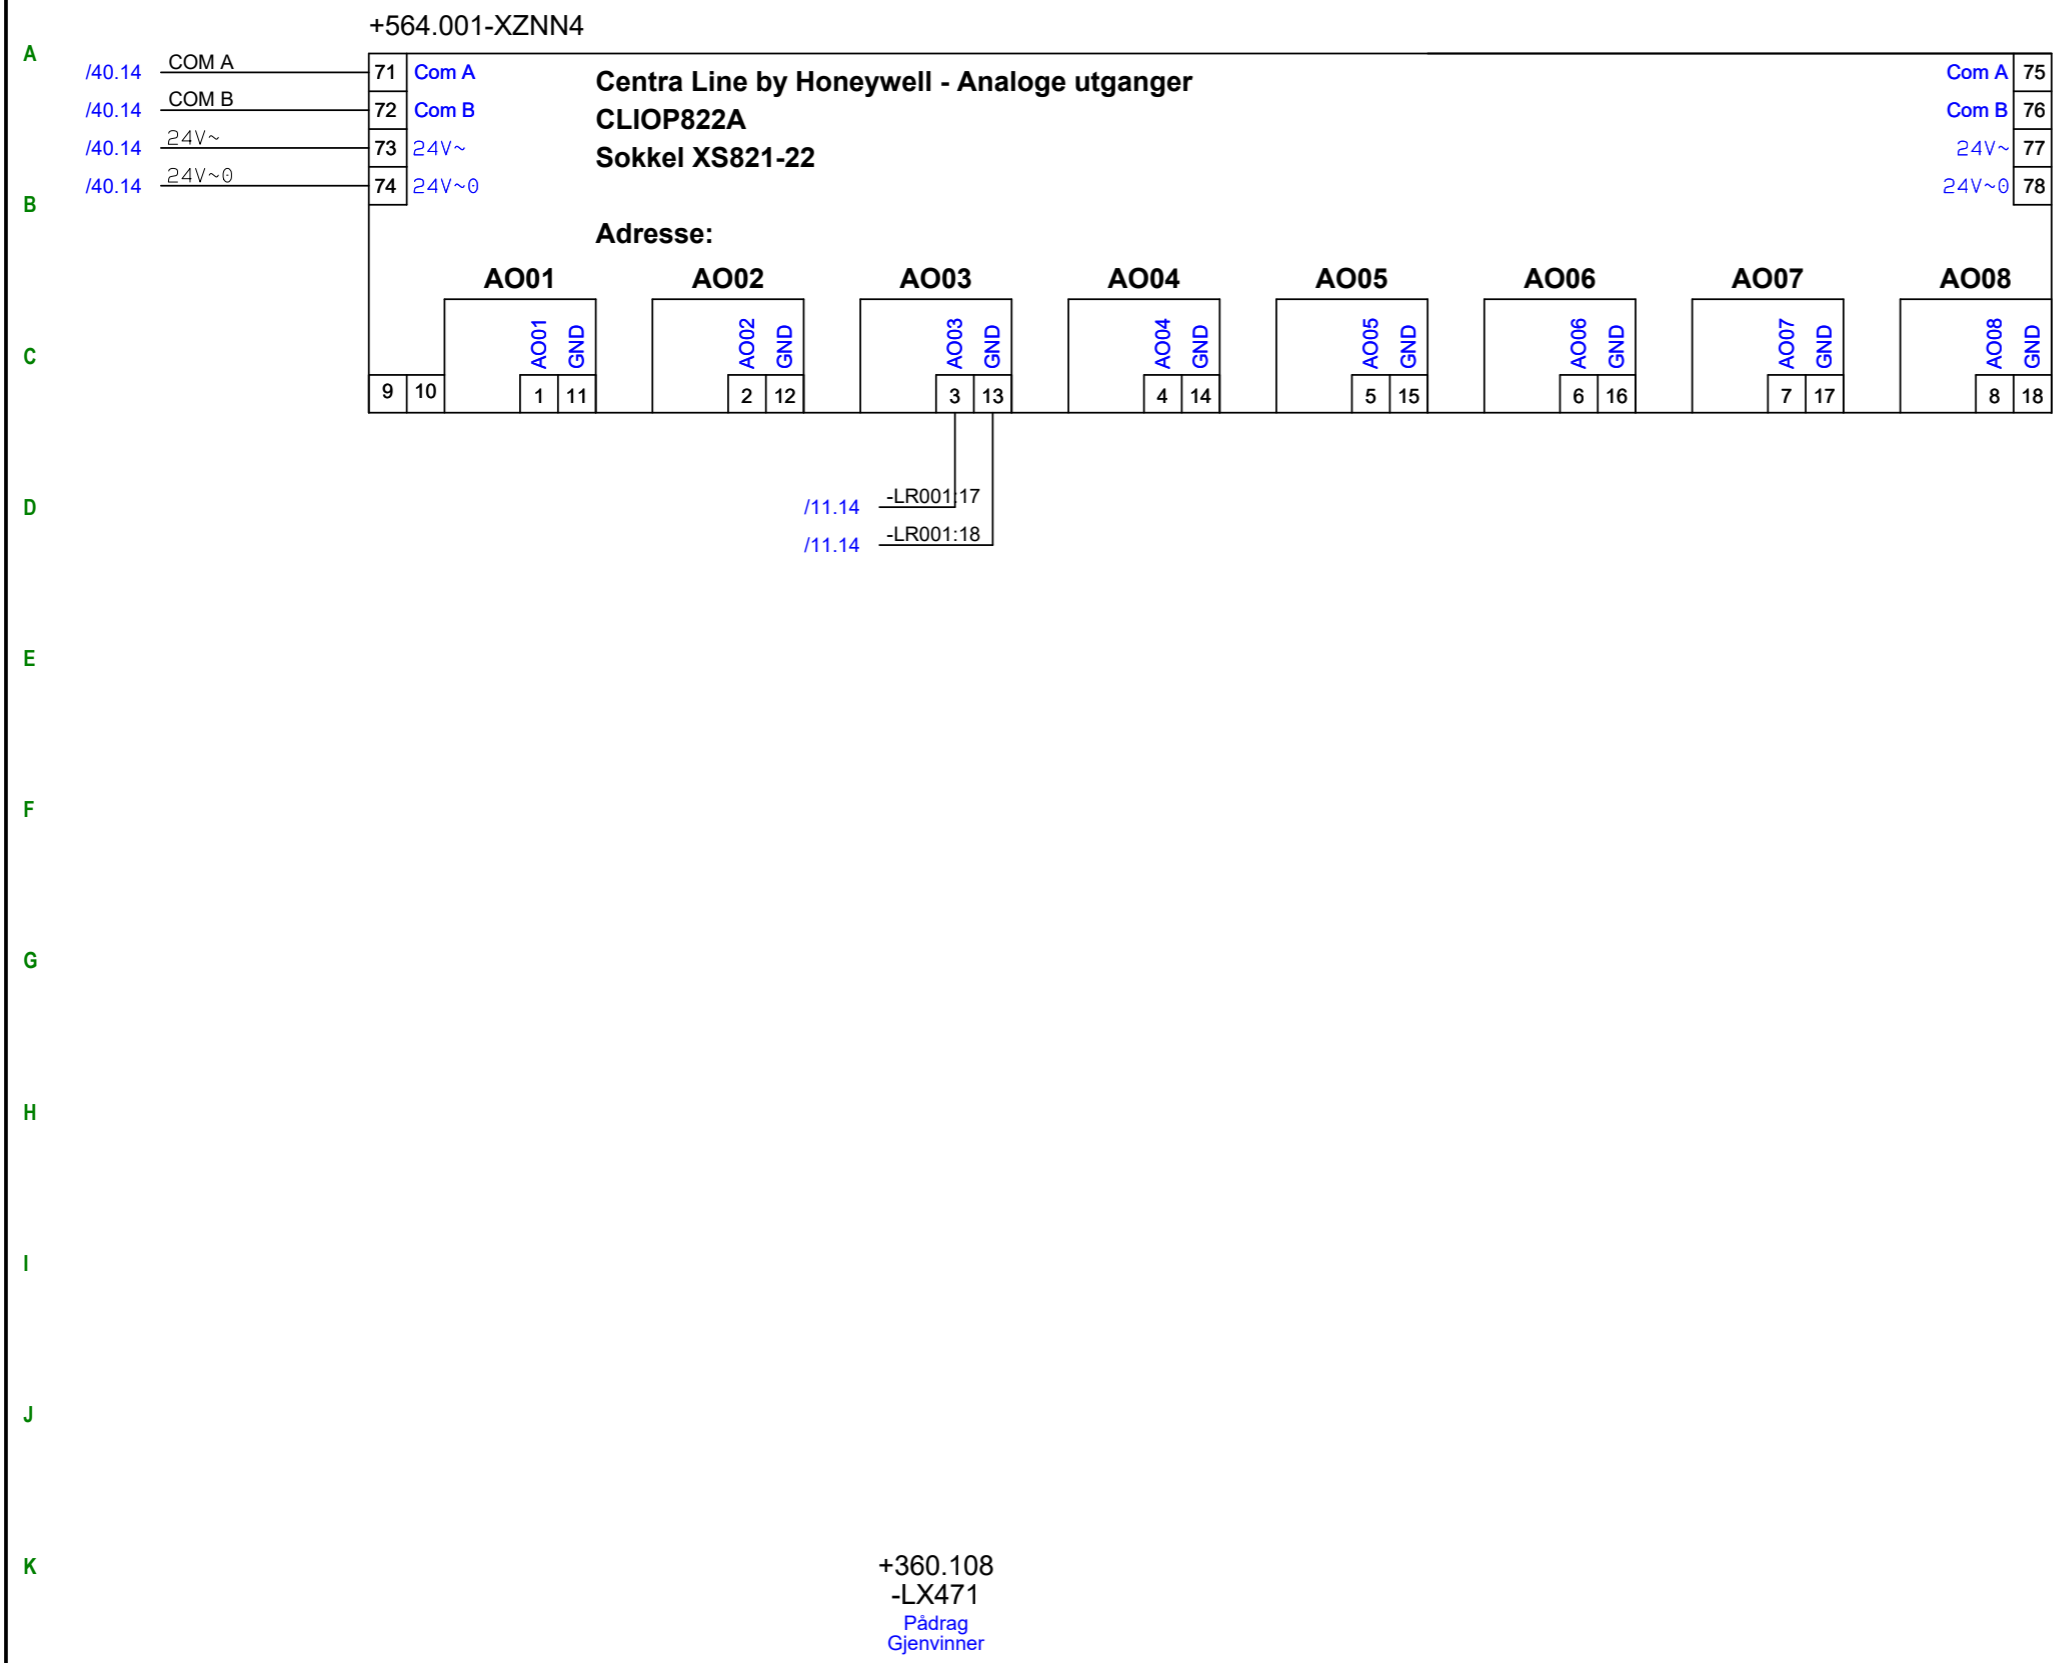 +564.001-XZNN4
A
/40.14 COM A 71 Com A Centra Line by Honeywell - Analoge utganger Com A 75
/40.14 COM B 72 Com B CLIOP822A Com B 76
/40.14 24V~ 73 24V~ Sokkel XS821-22 24V~ 77
/40.14 24V~0 74 24V~0 24V~0 78
B
Adresse:
AO01 AO02 AO03 AO04 AO05 AO06 AO07 AO08
C
AO01 GND AO02 GND AO03 GND AO04 GND AO05 GND AO06 GND AO07 GND AO08 GND
9 10 1 11 2 12 3 13 4 14 5 15 6 16 7 17 8 18
D /11.14 -LR001:17
/11.14 -LR001:18
E
F
G
H
I
J
K +360.108
-LX471
Pådrag
Gjenvinner